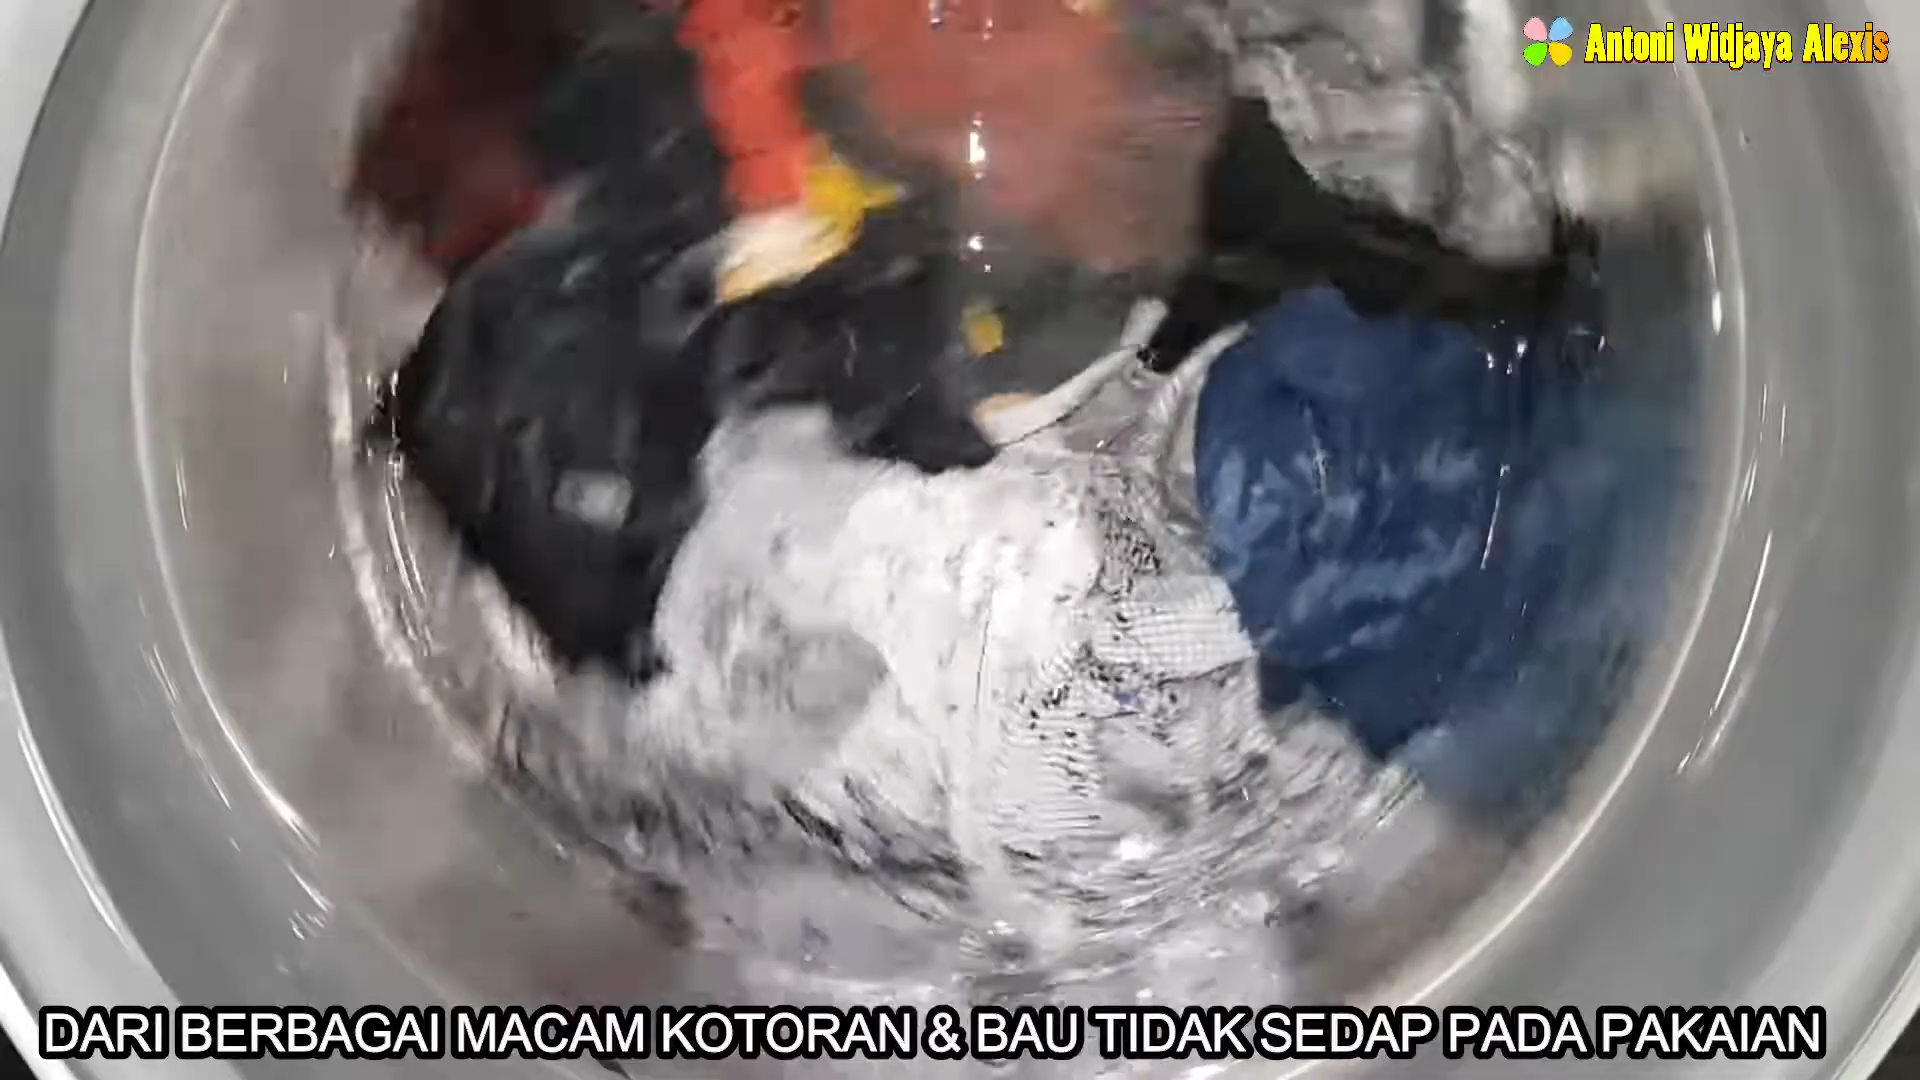 Antoni Widjaya Alexis
DARI BERBAGAI MACAM KOTORAN & BAU TIDAK SEDAP PADA PAKAIAN